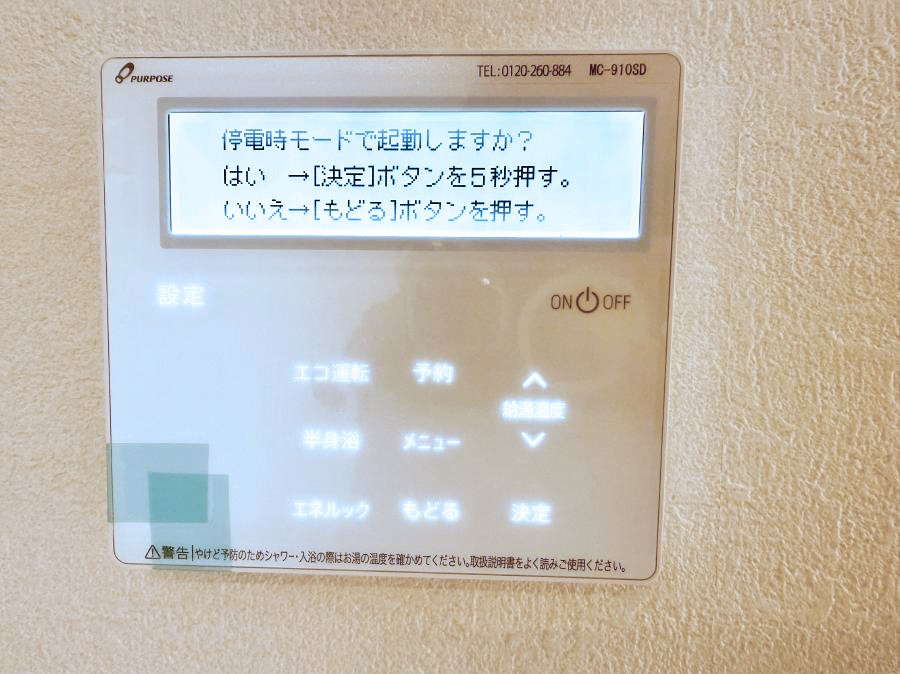 PURPOSE
TEL:0120-260-884 MC-910SD
停電時モードで起動しますか？
はい →[決定]ボタンを5秒押す。
いいえ→[もどる]ボタンを押す。
設定
ON OFF
エコ運転 予約
給湯温度
半身浴 メニュー
エネルック もどる 決定
警告 やけど予防のためシャワー・入浴の際はお湯の温度を確かめてください。取扱説明書をよく読みご使用ください。